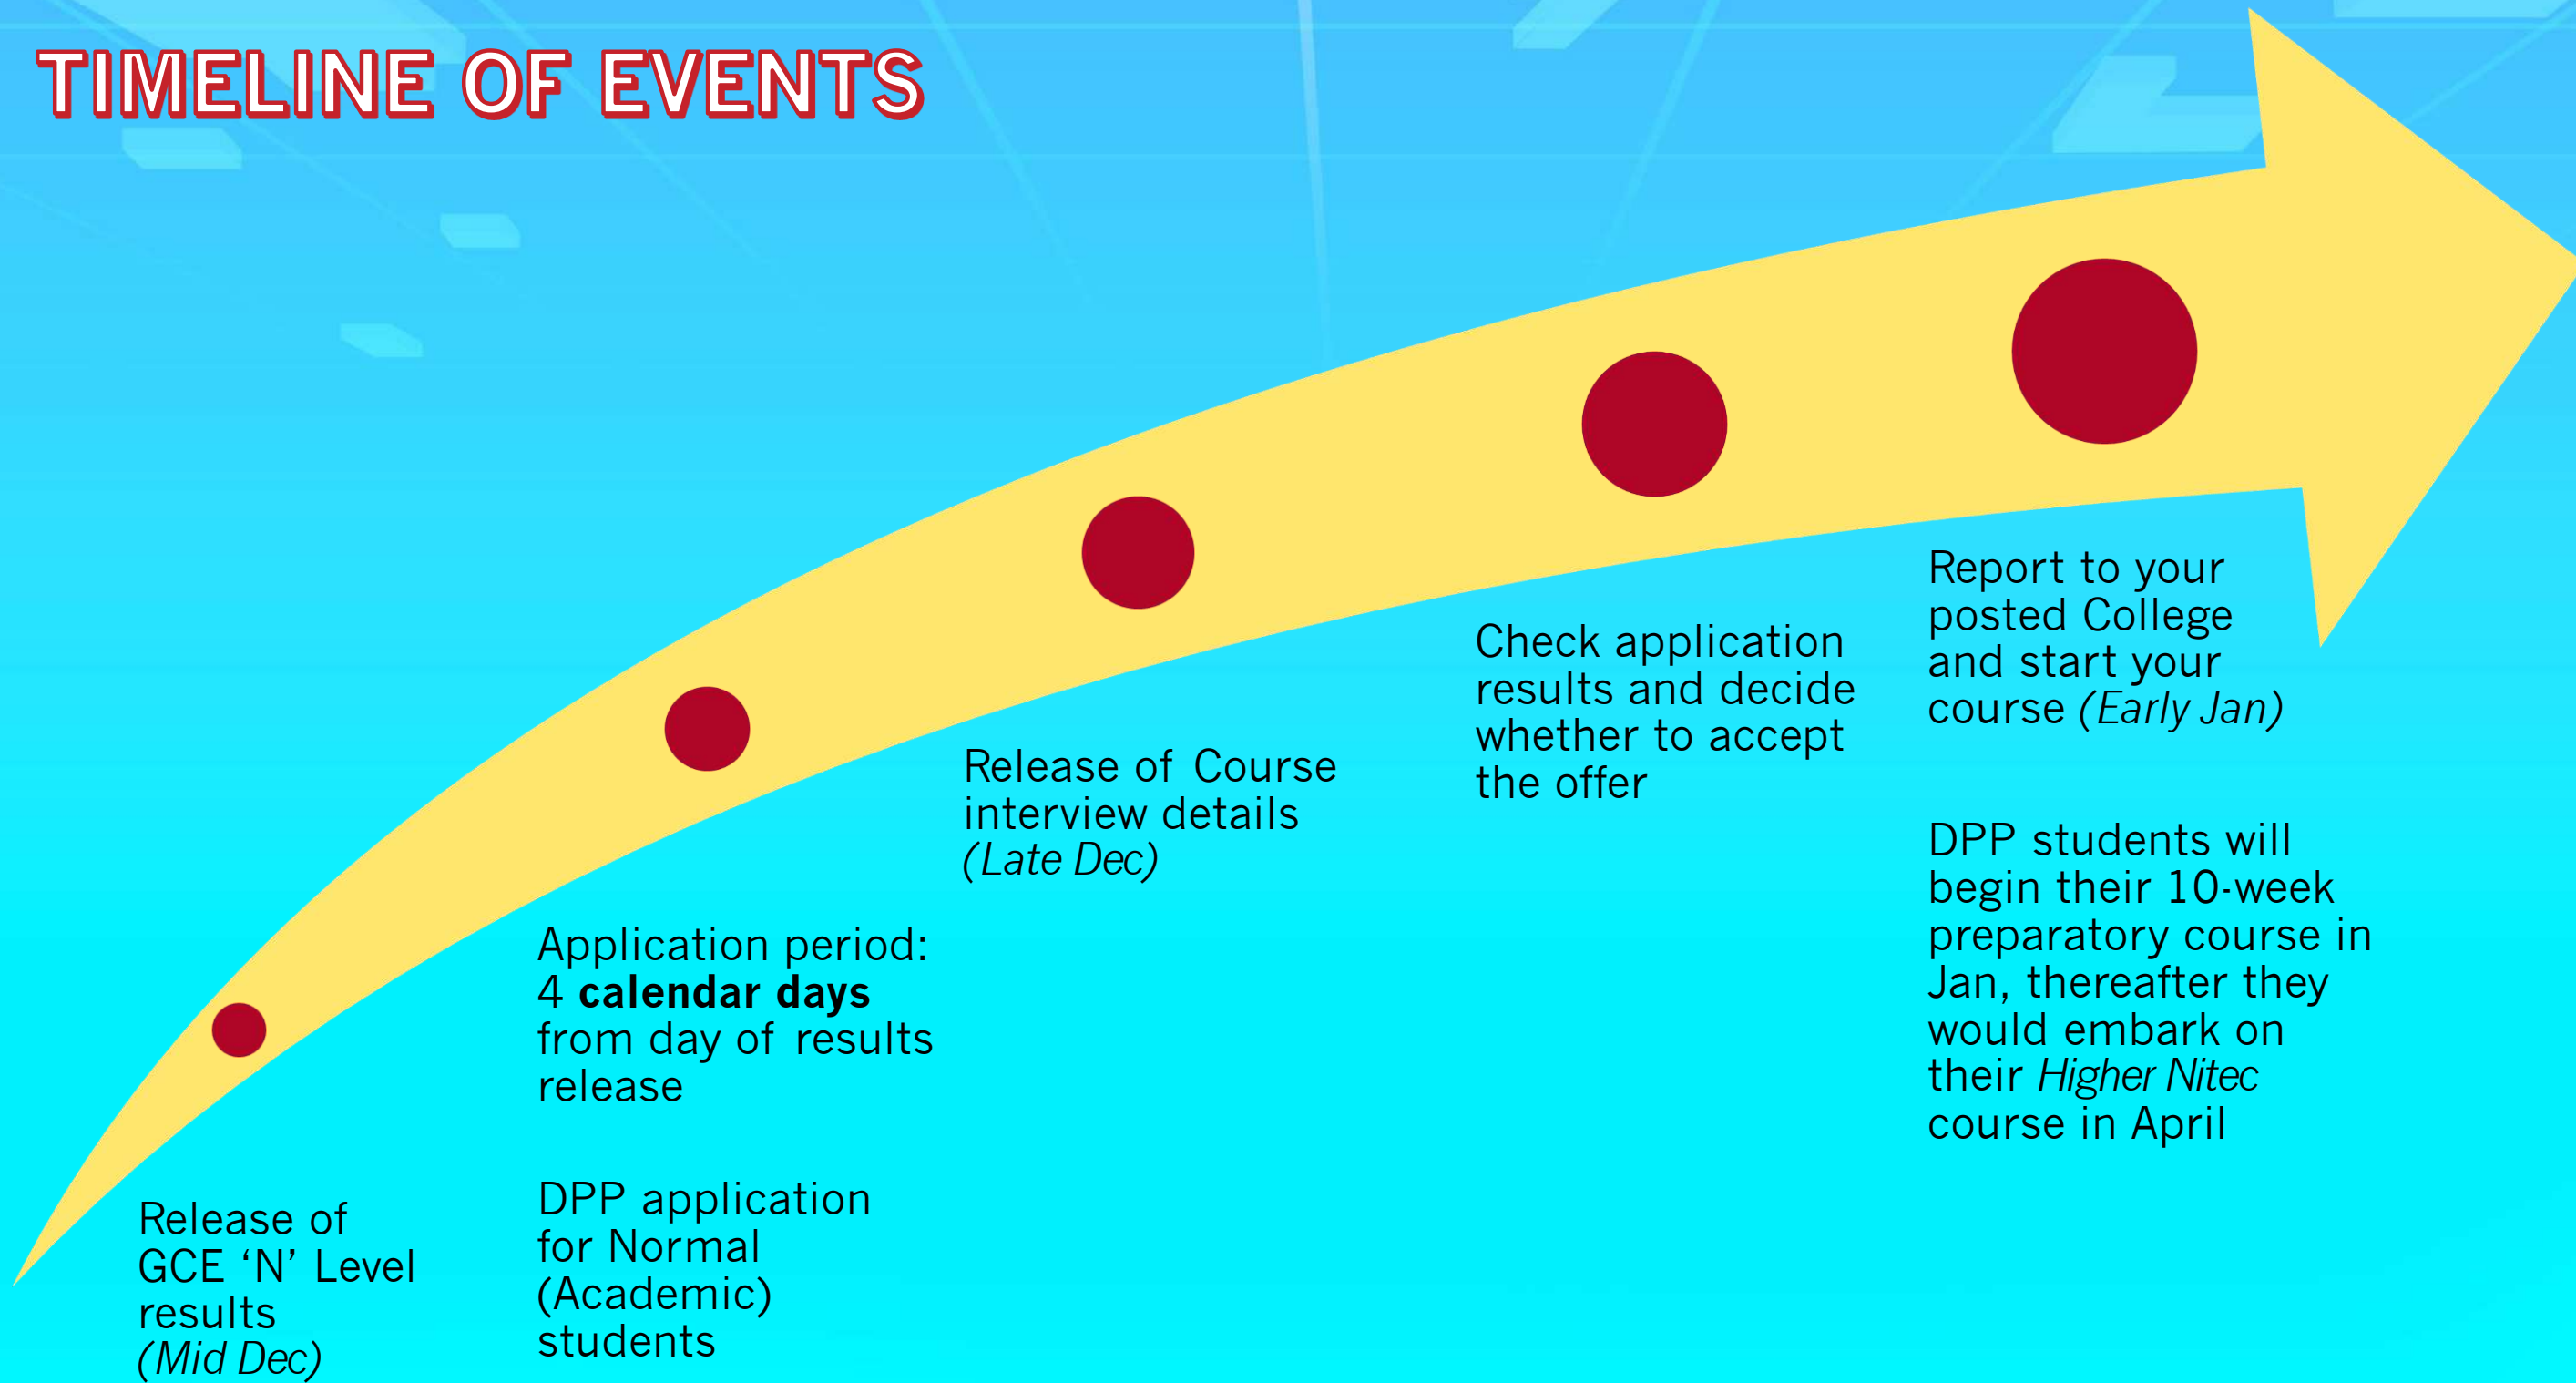 TIMELINE OF EVENTS
Release of
GCE ‘N’ Level
results
(Mid Dec)
Application period:
4 calendar days
from day of results
release
DPP application
for Normal
(Academic)
students
Release of Course
interview details
(Late Dec)
Check application
results and decide
whether to accept
the offer
Report to your
posted College
and start your
course (Early Jan)
DPP students will
begin their 10-week
preparatory course in
Jan, thereafter they
would embark on
their Higher Nitec
course in April